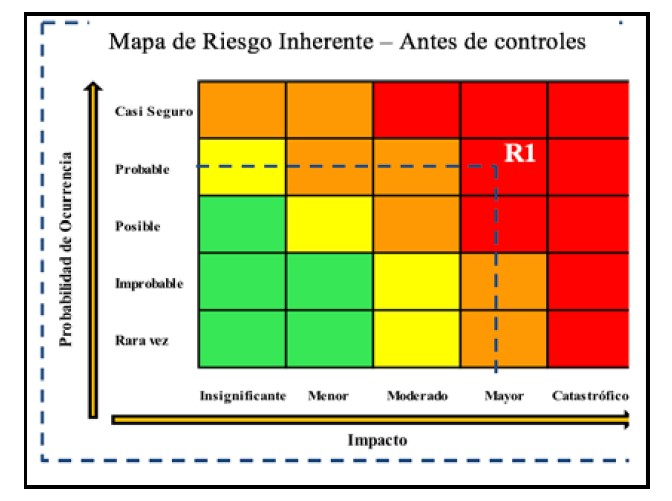 Mapa de Riesgo Inherente – Antes de controles
Probabilidad de Ocurrencia
Casi Seguro
Probable
R1
Posible
Improbable
Rara vez
Insignificante Menor Moderado Mayor Catastrófico
Impacto